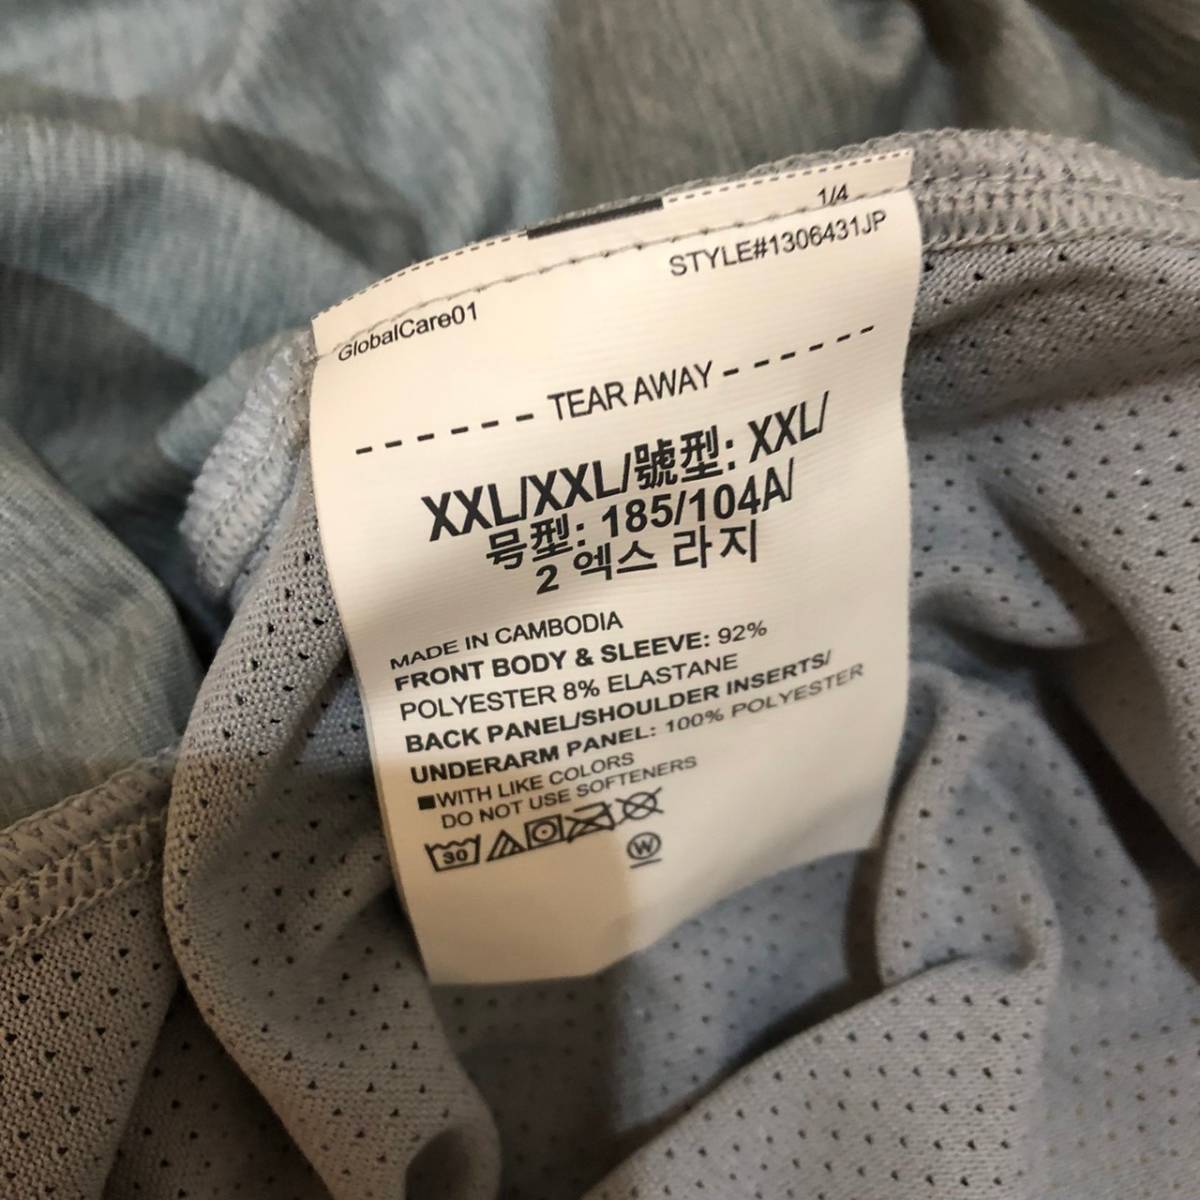 1/4
STYLE#1306431JP
GlobalCare01
TEAR AWAY
XXL/XXL/號型: XXL/
号型: 185/104A/
2 엑스 라지
MADE IN CAMBODIA
FRONT BODY & SLEEVE: 92%
POLYESTER 8% ELASTANE
BACK PANEL/SHOULDER INSERTS/
UNDERARM PANEL: 100% POLYESTER
■WITH LIKE COLORS
DO NOT USE SOFTENERS
30
W